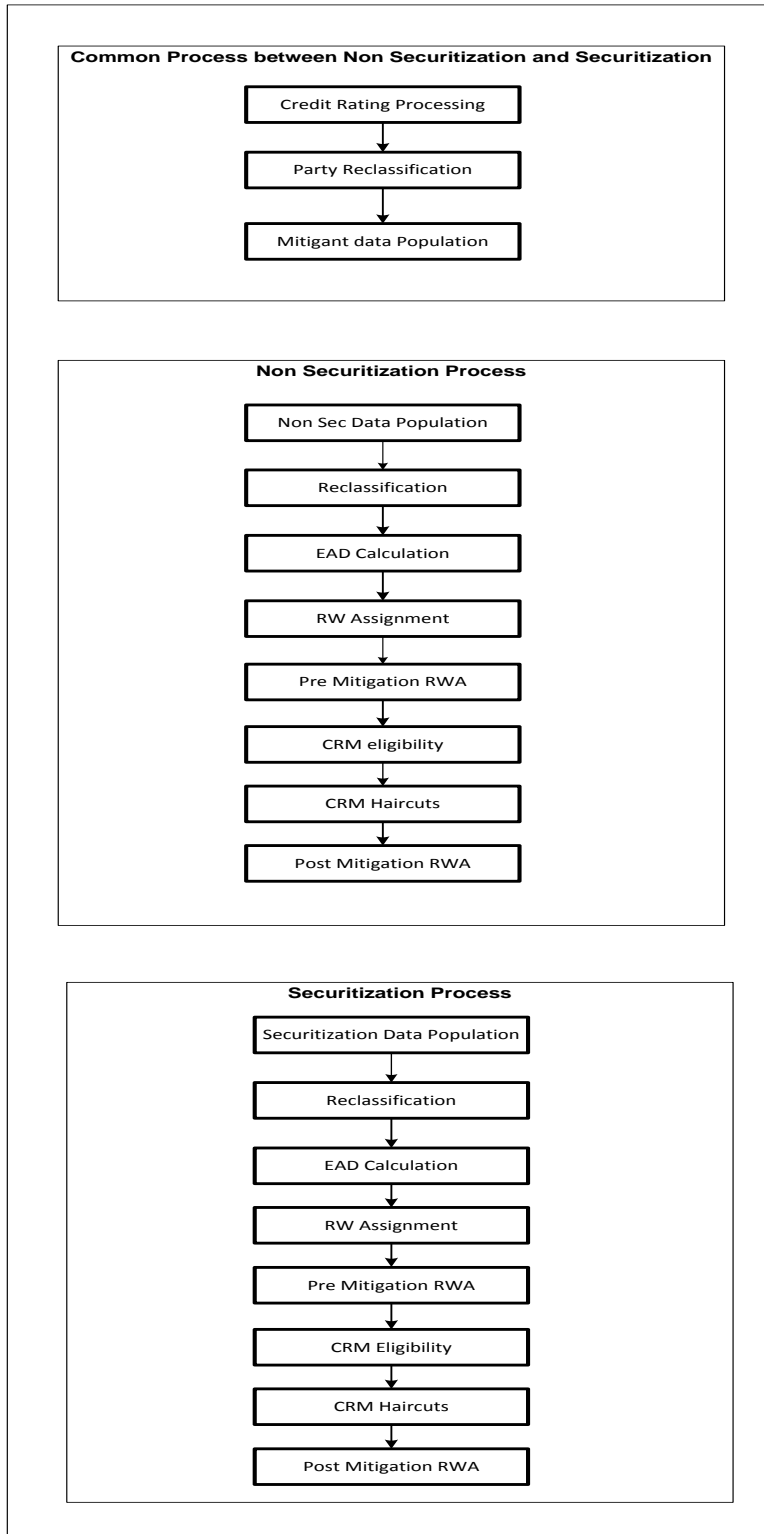 Common Process between Non Securitization and Securitization
Credit Rating Processing
Party Reclassification
Mitigant data Population
Non Securitization Process
Non Sec Data Population
Reclassification
EAD Calculation
RW Assignment
Pre Mitigation RWA
CRM eligibility
CRM Haircuts
Post Mitigation RWA
Securitization Process
Securitization Data Population
Reclassification
EAD Calculation
RW Assignment
Pre Mitigation RWA
CRM Eligibility
CRM Haircuts
Post Mitigation RWA